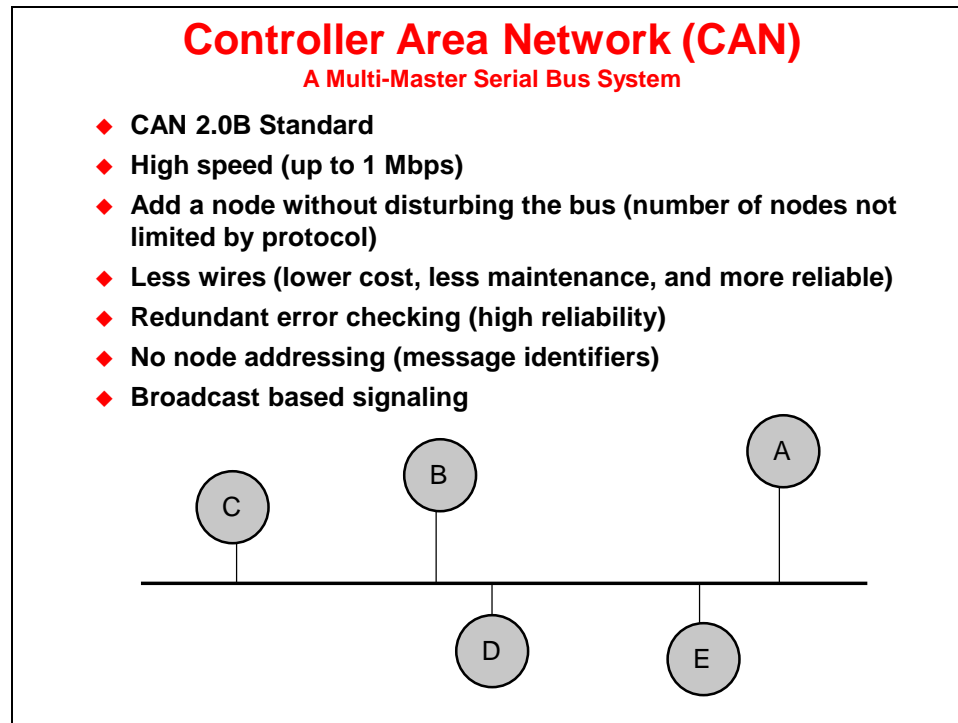 Controller Area Network (CAN)
A Multi-Master Serial Bus System
CAN 2.0B Standard
High speed (up to 1 Mbps)
Add a node without disturbing the bus (number of nodes not
limited by protocol)
Less wires (lower cost, less maintenance, and more reliable)
Redundant error checking (high reliability)
No node addressing (message identifiers)
Broadcast based signaling
A
B
C
D
E